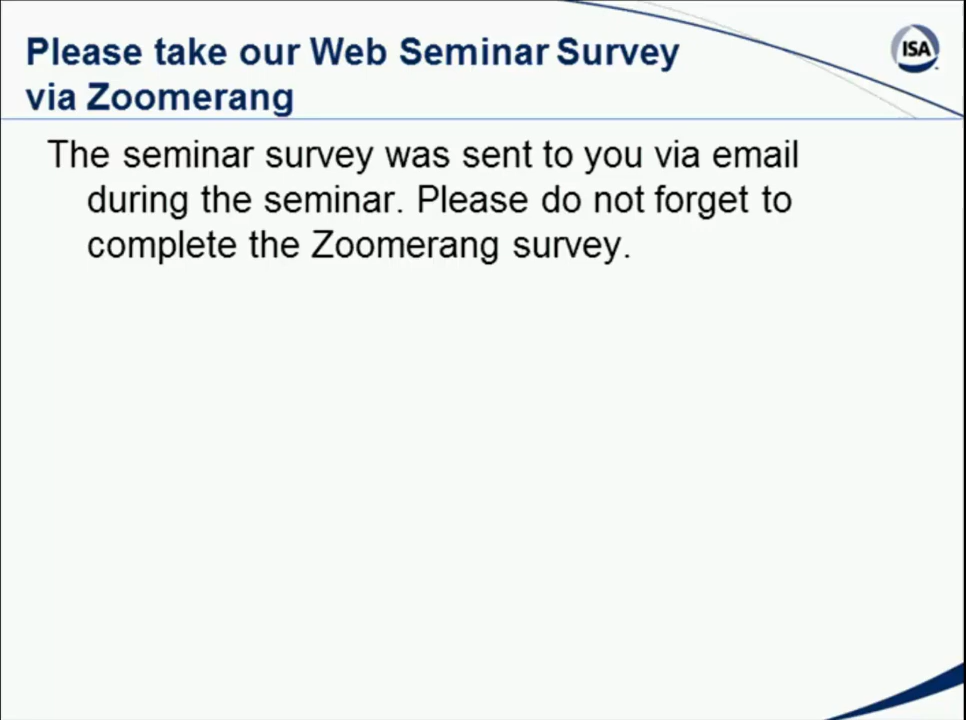 Please take our Web Seminar Survey
via Zoomerang
ISA
The seminar survey was sent to you via email
during the seminar. Please do not forget to
complete the Zoomerang survey.